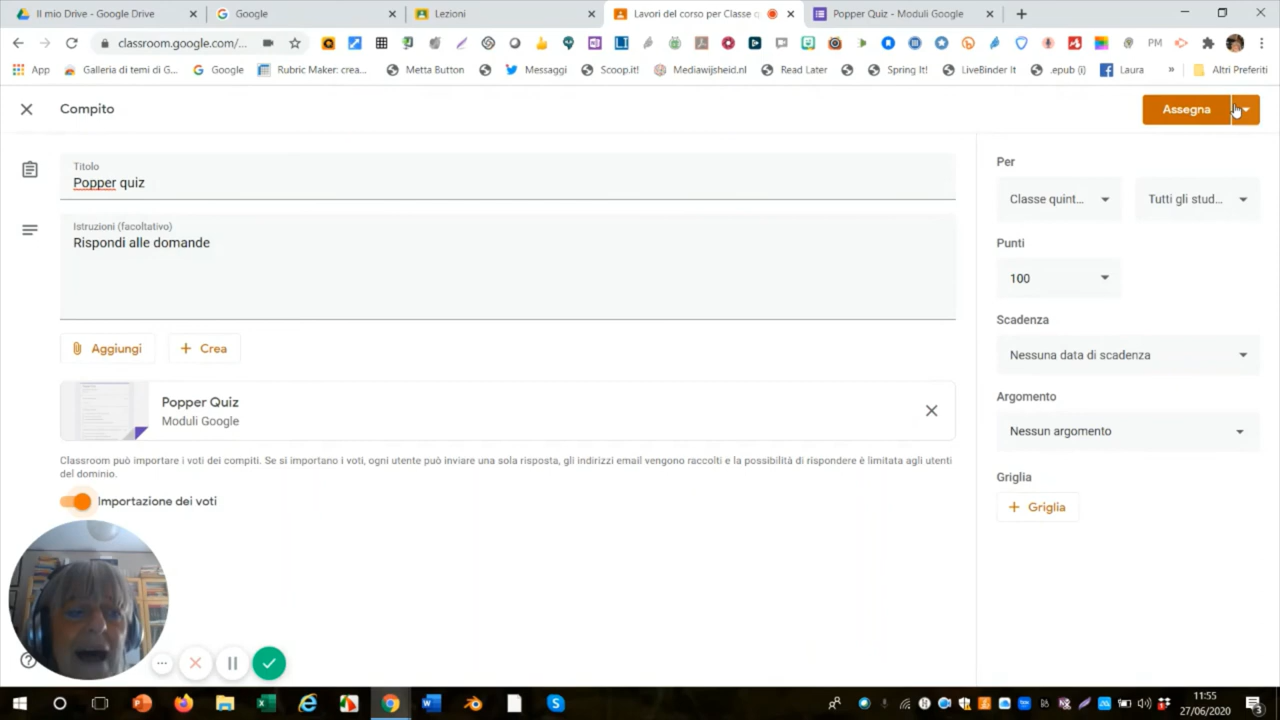 Il mio Drive - Google Drive
Google
Lezioni
Lavori del corso per Classe q
Popper Quiz - Moduli Google
classroom.google.com/...
PM
App
Galleria di temi di G...
Google
Rubric Maker: crea...
Metta Button
Messaggi
Scoop.it!
Mediawijsheid.nl
Read Later
Spring It!
LiveBinder It
.epub (i)
Laura
»
Altri Preferiti
Compito
Assegna
Titolo
Popper quiz
Istruzioni (facoltativo)
Rispondi alle domande
Aggiungi
Crea
Popper Quiz
Moduli Google
Classroom può importare i voti dei compiti. Se si importano i voti, ogni utente può inviare una sola risposta, gli indirizzi email vengono raccolti e la possibilità di rispondere è limitata agli utenti
del dominio.
Importazione dei voti
Per
Classe quint...
Tutti gli stud...
Punti
100
Scadenza
Nessuna data di scadenza
Argomento
Nessun argomento
Griglia
Griglia
11:55
27/06/2020
3